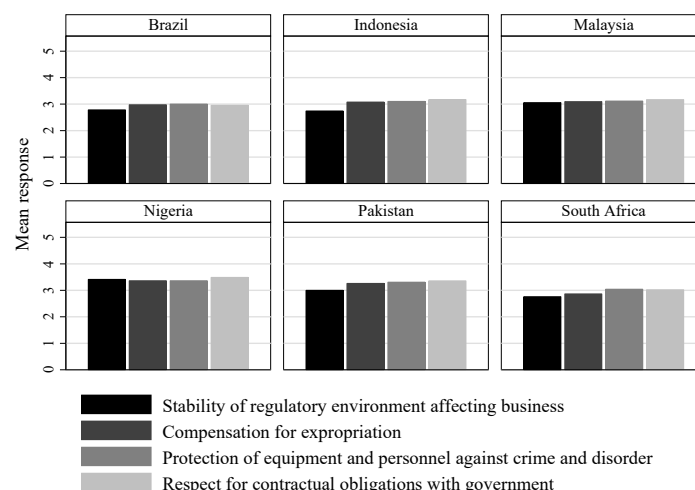 Brazil
Indonesia
Malaysia
5
4
3
2
1
0
Nigeria
Pakistan
South Africa
5
4
3
2
1
0
Mean response
Stability of regulatory environment affecting business
Compensation for expropriation
Protection of equipment and personnel against crime and disorder
Respect for contractual obligations with government